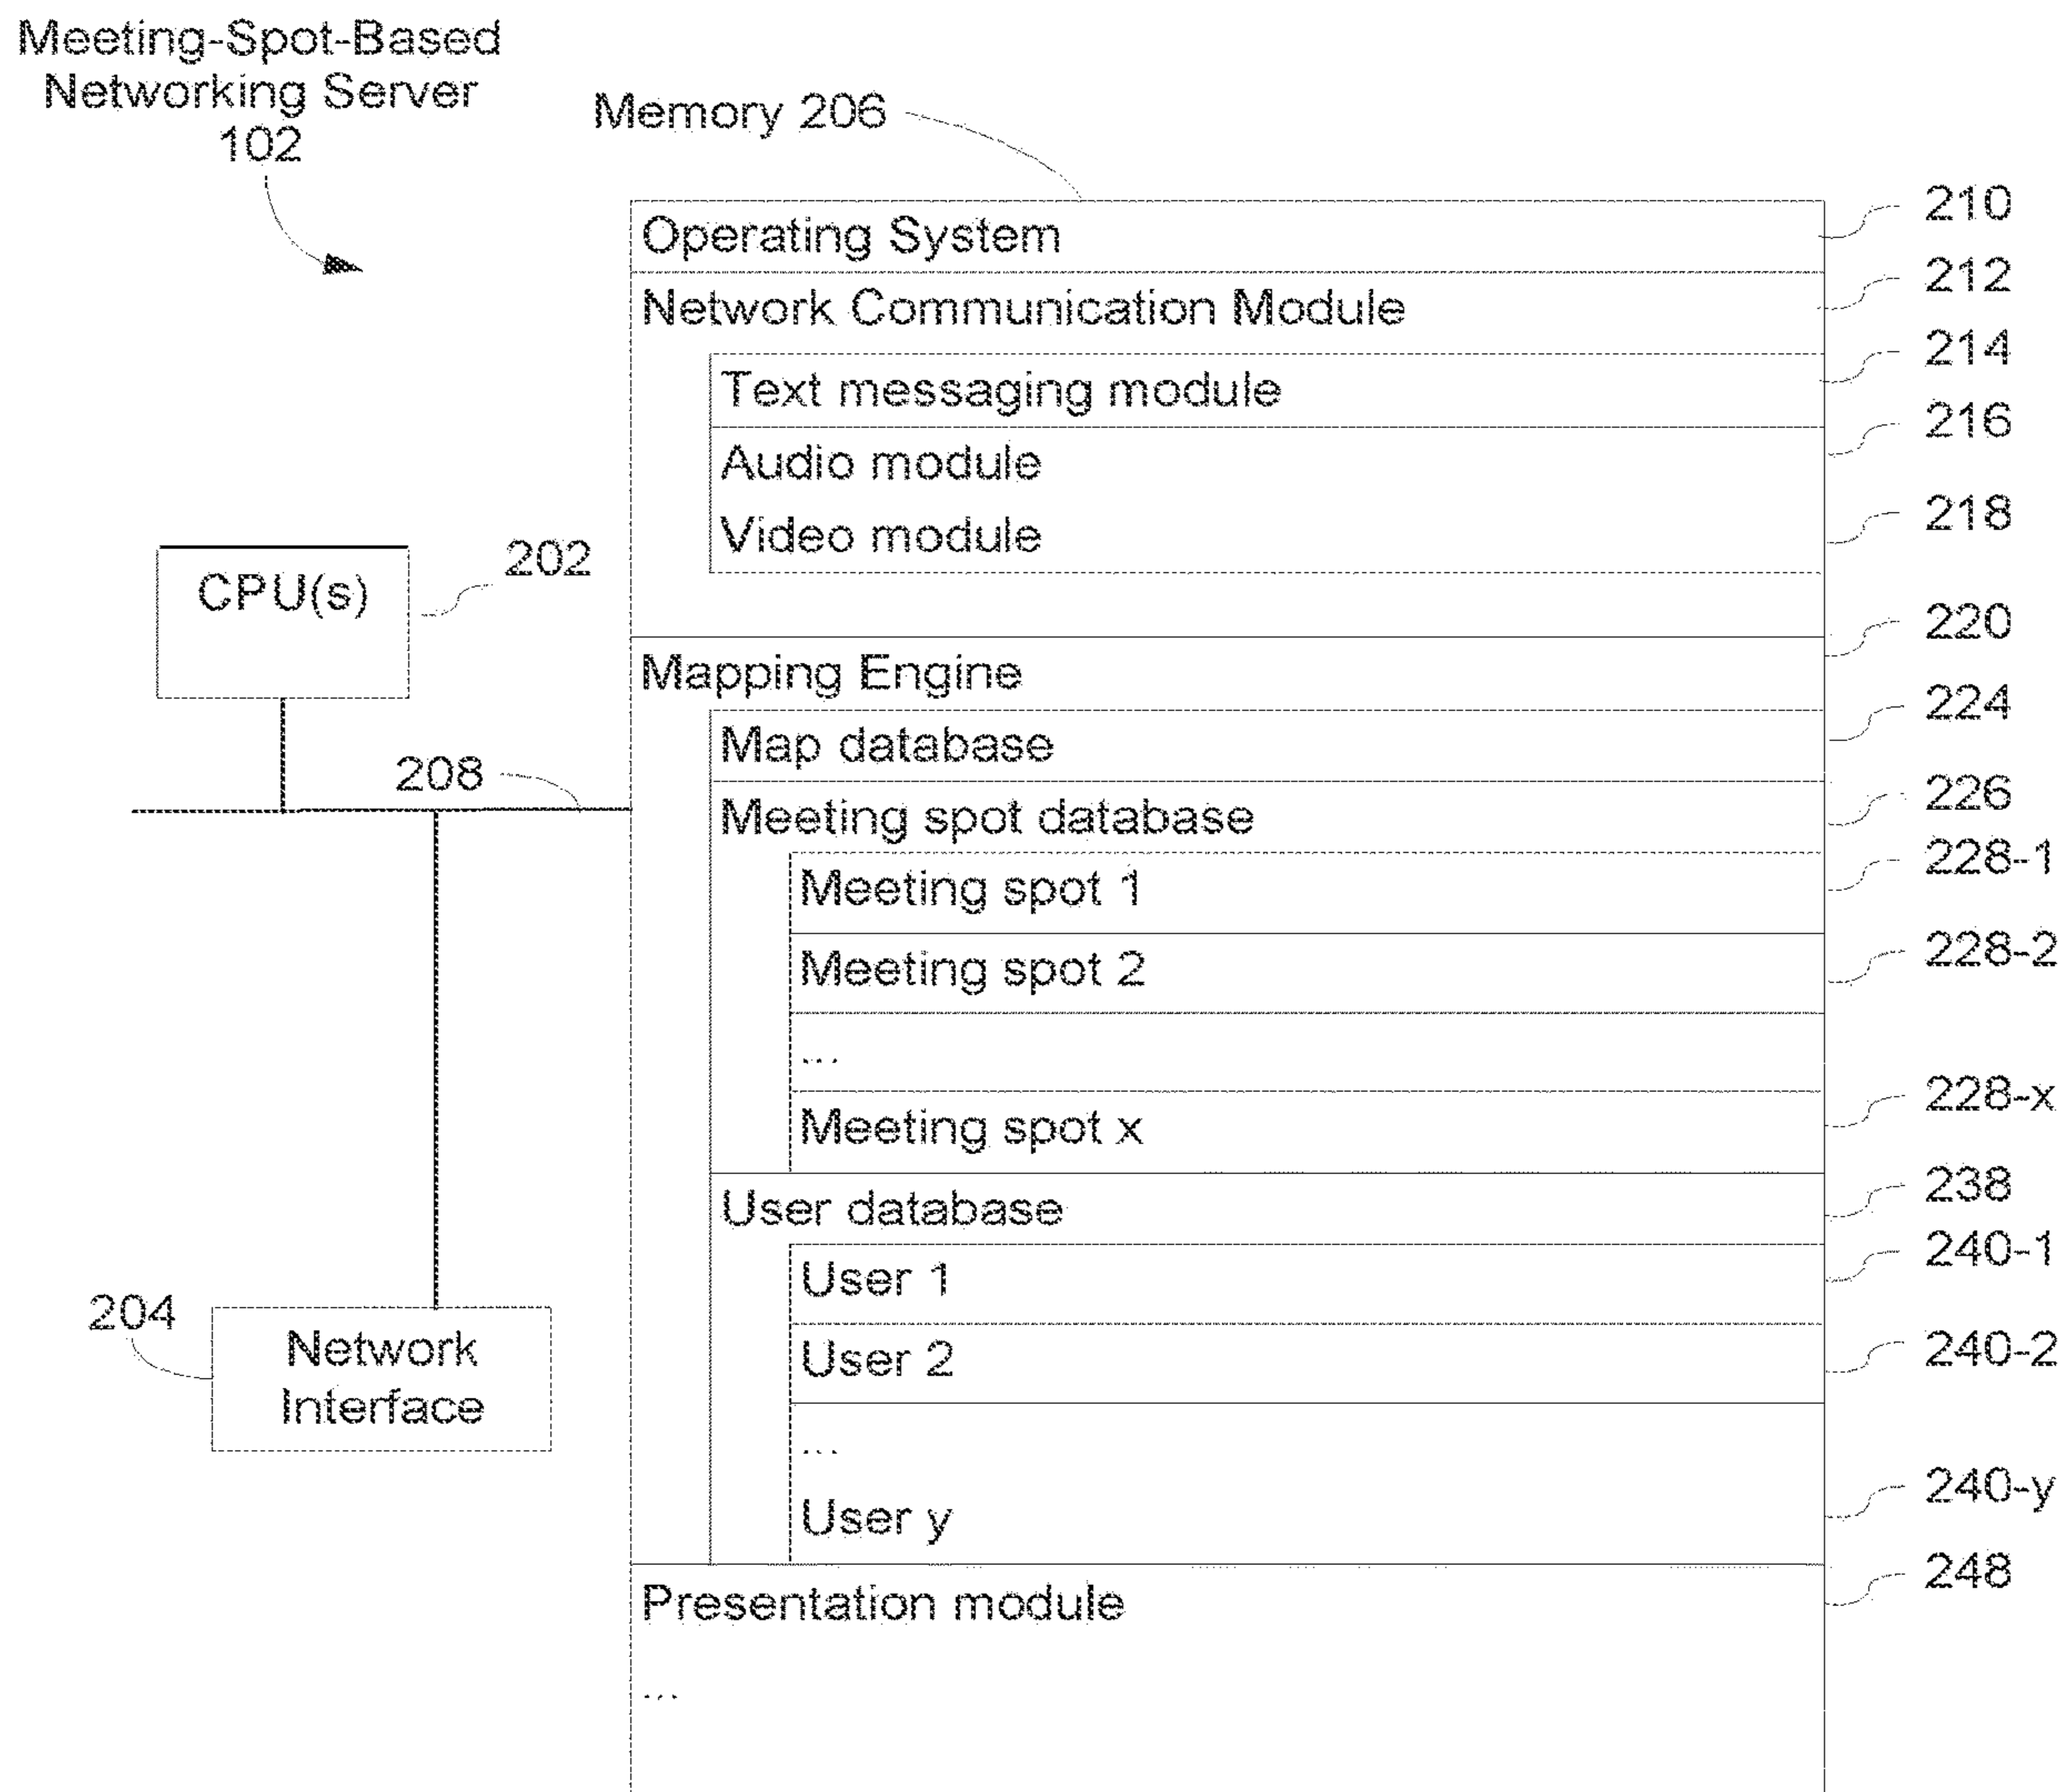 Meeting-Spot-Based
Networking Server
102
Memory 206
Operating System
210
Network Communication Module
212
Text messaging module
214
Audio module
216
Video module
218
CPU(s)
202
Mapping Engine
220
Map database
224
208
Meeting spot database
226
Meeting spot 1
228-1
Meeting spot 2
228-2
...
Meeting spot x
228-x
User database
238
User 1
240-1
User 2
240-2
204
Network
Interface
...
User y
240-y
Presentation module
248
...